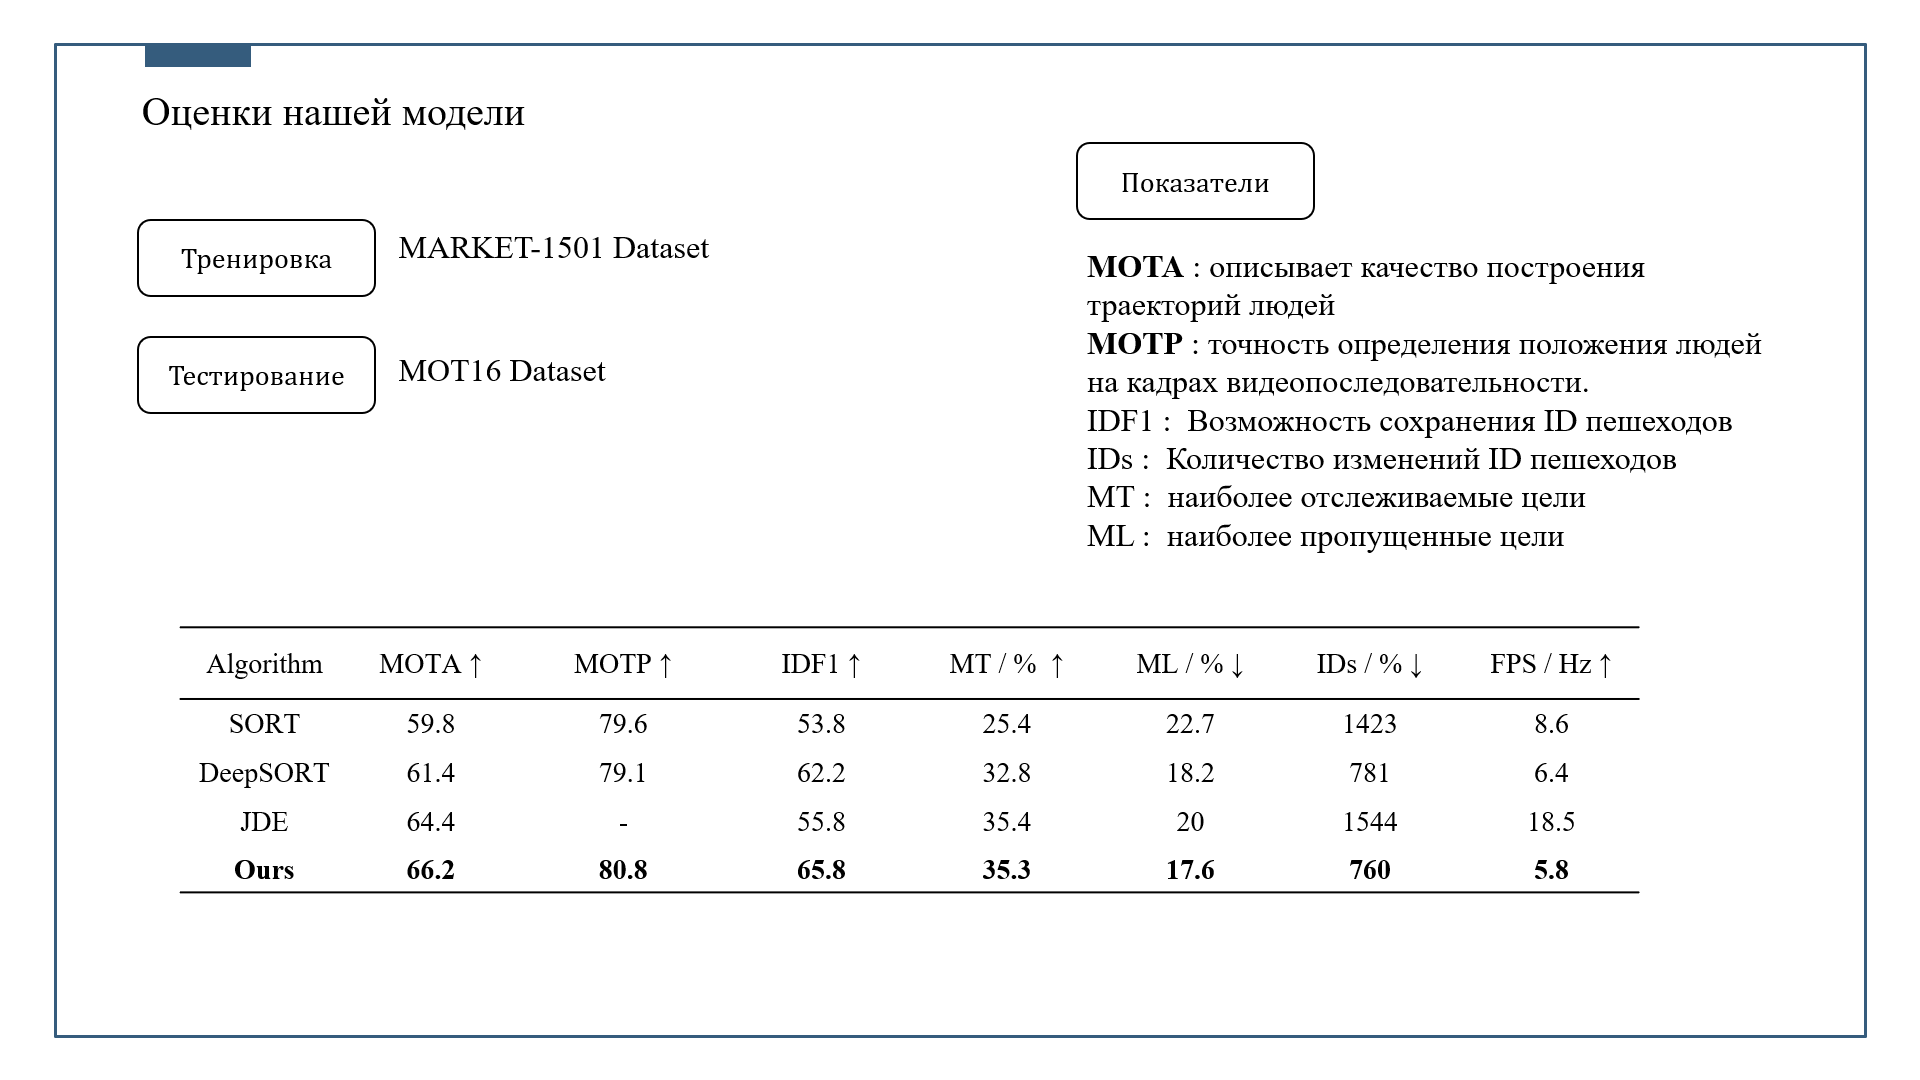 Оценки нашей модели
Тренировка
MARKET-1501 Dataset
Тестирование
MOT16 Dataset
Показатели
MOTA : описывает качество построения
траекторий людей
MOTP : точность определения положения людей
на кадрах видеопоследовательности.
IDF1 : Возможность сохранения ID пешеходов
IDs : Количество изменений ID пешеходов
MT : наиболее отслеживаемые цели
ML : наиболее пропущенные цели
Algorithm MOTA ↑ MOTP ↑ IDF1 ↑ MT / % ↑ ML / % ↓ IDs / % ↓ FPS / Hz ↑
SORT 59.8 79.6 53.8 25.4 22.7 1423 8.6
DeepSORT 61.4 79.1 62.2 32.8 18.2 781 6.4
JDE 64.4 - 55.8 35.4 20 1544 18.5
Ours 66.2 80.8 65.8 35.3 17.6 760 5.8